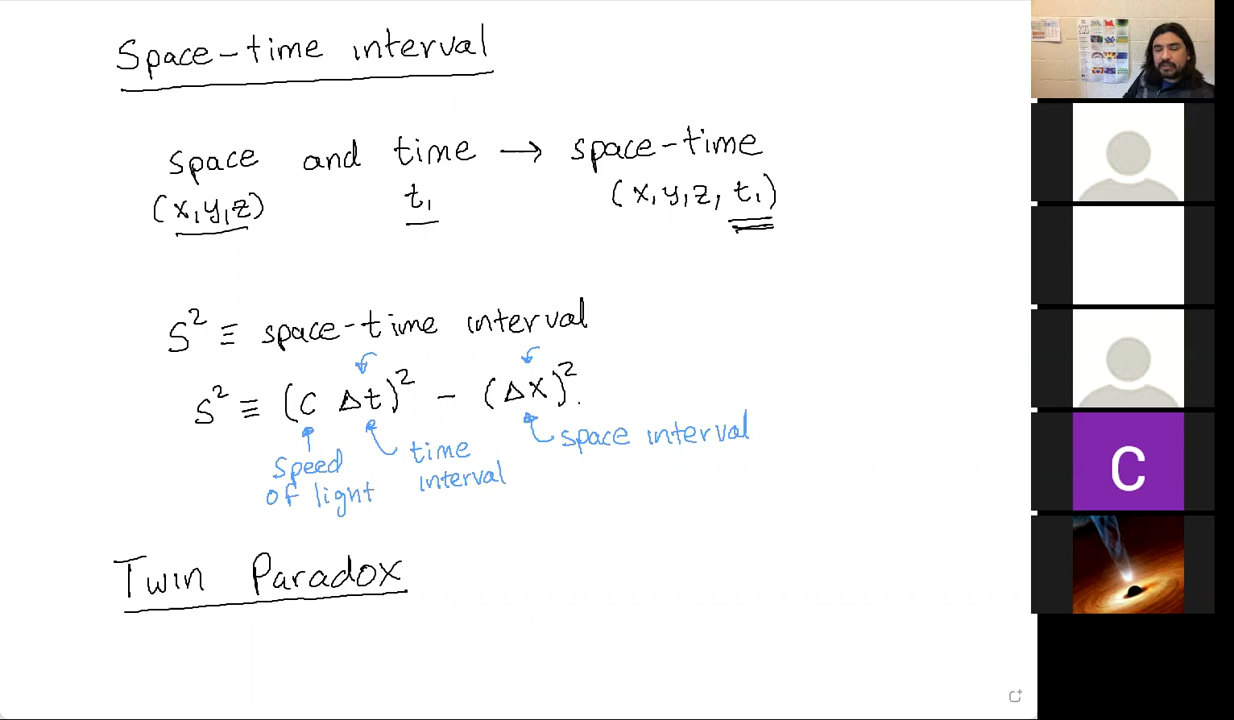 Space-time interval
space and time → space-time
(x,y,z) t, (x,y,z, t,)
S² ≡ space-time interval
S² ≡ (c Δt)² - (Δx)².
speed of light
time interval
space interval
Twin Paradox
C